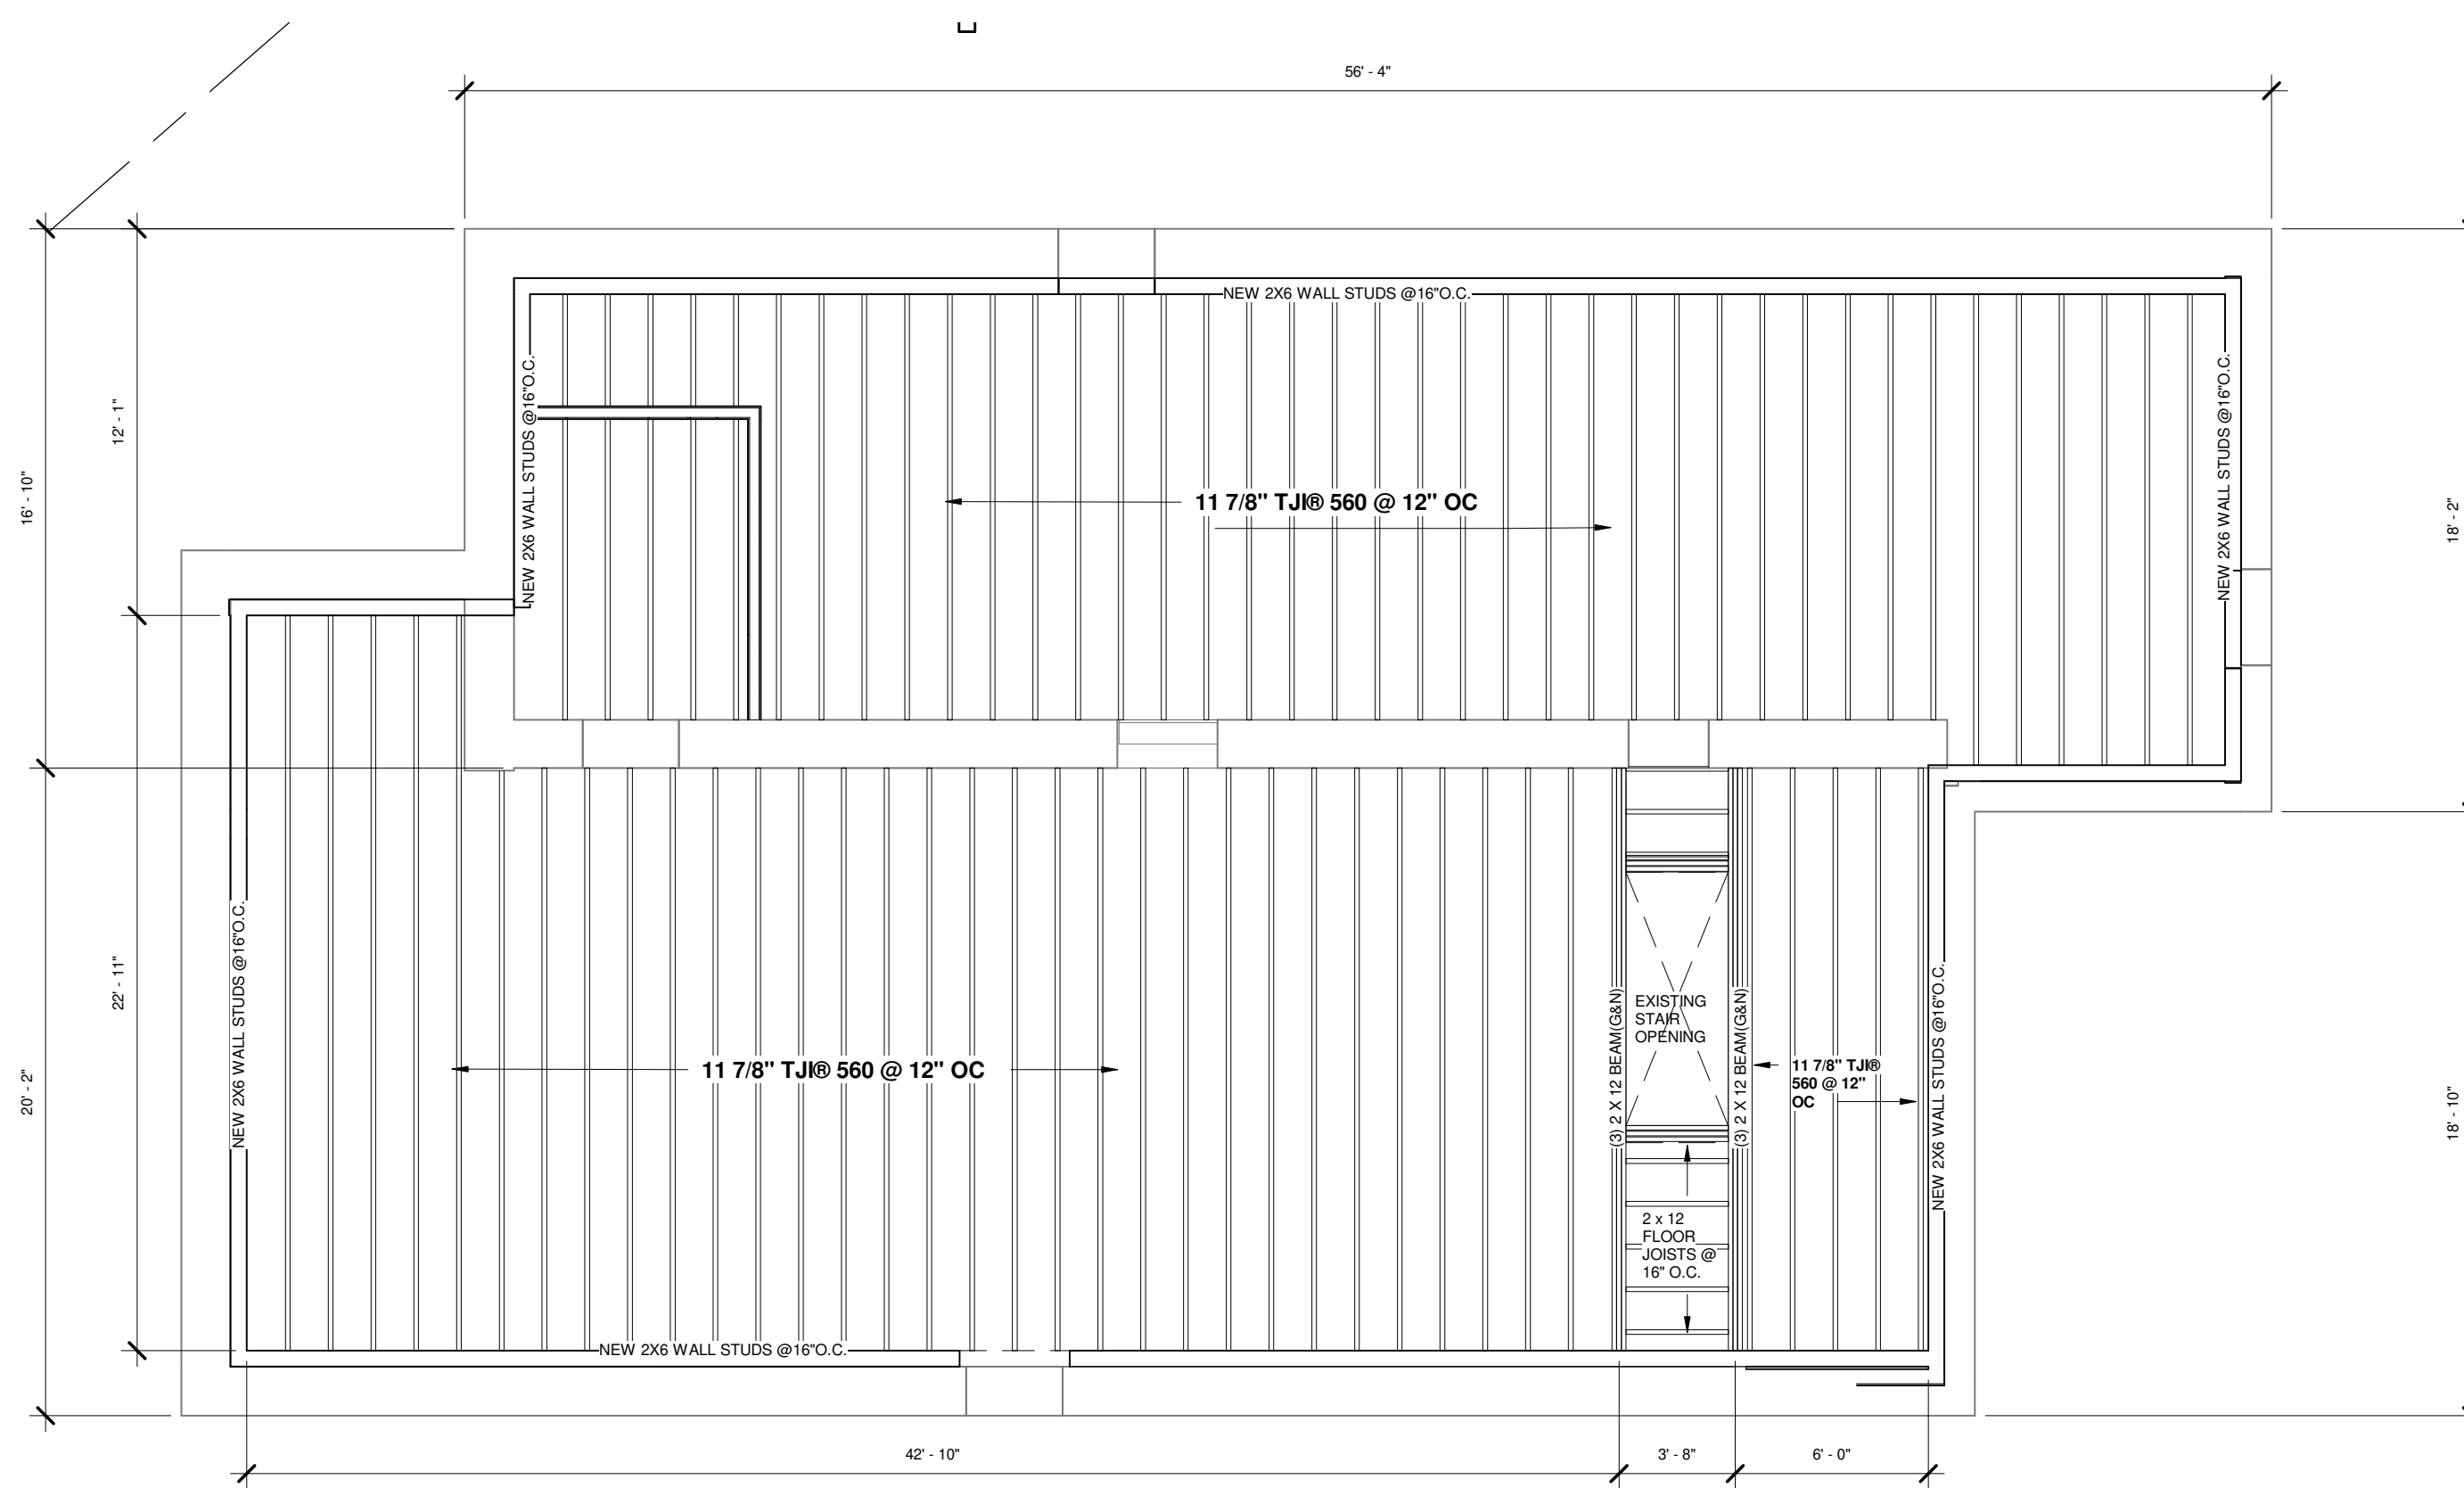 56' - 4"
NEW 2X6 WALL STUDS @16"O.C.
12' - 1"
16' - 10"
NEW 2X6 WALL STUDS @16"O.C.
11 7/8" TJI® 560 @ 12" OC
NEW 2X6 WALL STUDS @16"O.C.
18' - 2"
22' - 11"
20' - 2"
NEW 2X6 WALL STUDS @16"O.C.
11 7/8" TJI® 560 @ 12" OC
(3) 2 X 12 BEAM(G&N)
EXISTING
STAIR
OPENING
(3) 2 X 12 BEAM(G&N)
11 7/8" TJI®
560 @ 12"
OC
NEW 2X6 WALL STUDS @16"O.C.
18' - 10"
2 x 12
FLOOR
JOISTS @
16" O.C.
NEW 2X6 WALL STUDS @16"O.C.
42' - 10"
3' - 8"
6' - 0"